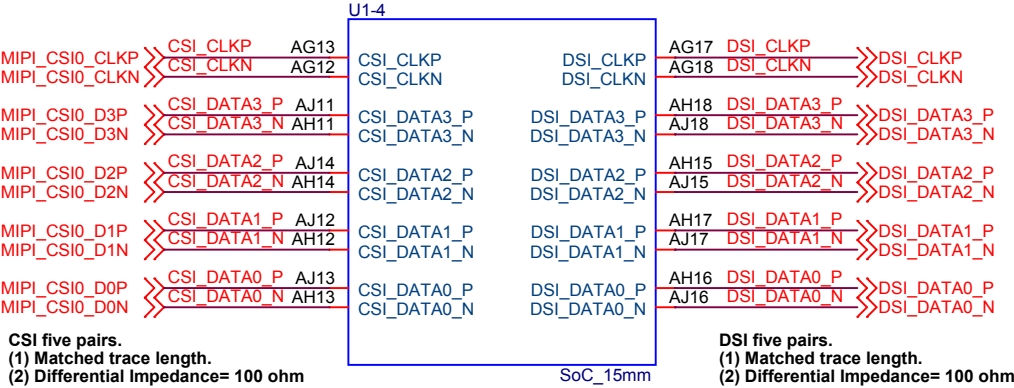 U1-4
MIPI_CSI0_CLKP CSI_CLKP AG13 CSI_CLKP DSI_CLKP AG17 DSI_CLKP DSI_CLKP
MIPI_CSI0_CLKN CSI_CLKN AG12 CSI_CLKN DSI_CLKN AG18 DSI_CLKN DSI_CLKN
MIPI_CSI0_D3P CSI_DATA3_P AJ11 CSI_DATA3_P DSI_DATA3_P AH18 DSI_DATA3_P DSI_DATA3_P
MIPI_CSI0_D3N CSI_DATA3_N AH11 CSI_DATA3_N DSI_DATA3_N AJ18 DSI_DATA3_N DSI_DATA3_N
MIPI_CSI0_D2P CSI_DATA2_P AJ14 CSI_DATA2_P DSI_DATA2_P AH15 DSI_DATA2_P DSI_DATA2_P
MIPI_CSI0_D2N CSI_DATA2_N AH14 CSI_DATA2_N DSI_DATA2_N AJ15 DSI_DATA2_N DSI_DATA2_N
MIPI_CSI0_D1P CSI_DATA1_P AJ12 CSI_DATA1_P DSI_DATA1_P AH17 DSI_DATA1_P DSI_DATA1_P
MIPI_CSI0_D1N CSI_DATA1_N AH12 CSI_DATA1_N DSI_DATA1_N AJ17 DSI_DATA1_N DSI_DATA1_N
MIPI_CSI0_D0P CSI_DATA0_P AJ13 CSI_DATA0_P DSI_DATA0_P AH16 DSI_DATA0_P DSI_DATA0_P
MIPI_CSI0_D0N CSI_DATA0_N AH13 CSI_DATA0_N DSI_DATA0_N AJ16 DSI_DATA0_N DSI_DATA0_N
SoC_15mm
CSI five pairs.
(1) Matched trace length.
(2) Differential Impedance= 100 ohm
DSI five pairs.
(1) Matched trace length.
(2) Differential Impedance= 100 ohm